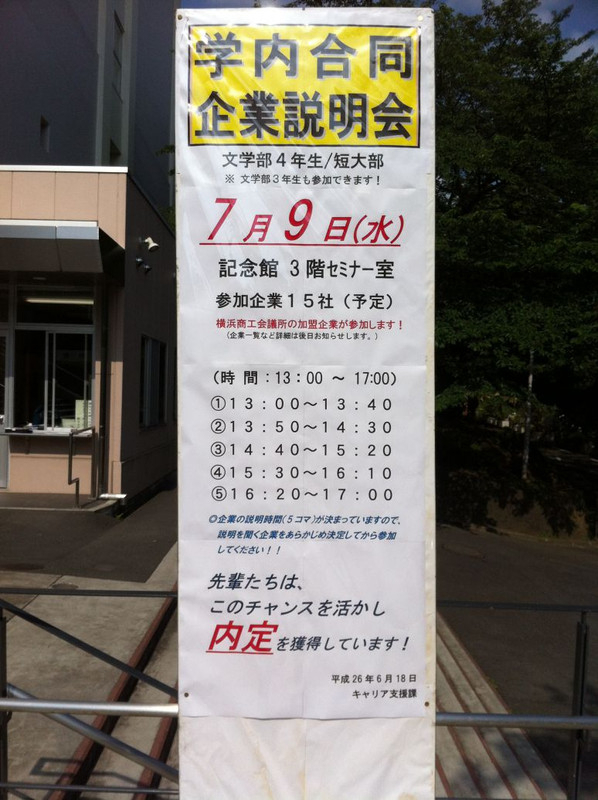 学内合同
企業説明会
文学部4年生/短大部
※ 文学部3年生も参加できます!
7月9日(水)
記念館 3階セミナー室
参加企業15社(予定)
横浜商工会議所の加盟企業が参加します!
(企業一覧など詳細は後日お知らせします。)
(時間:13:00 ~ 17:00)
①13:00~13:40
②13:50~14:30
③14:40~15:20
④15:30~16:10
⑤16:20~17:00
◎企業の説明時間(5コマ)が決まっていますので、
説明を聞く企業をあらかじめ決定してから参加
してください!!
先輩たちは、
このチャンスを活かし
内定を獲得しています!
平成26年6月18日
キャリア支援課